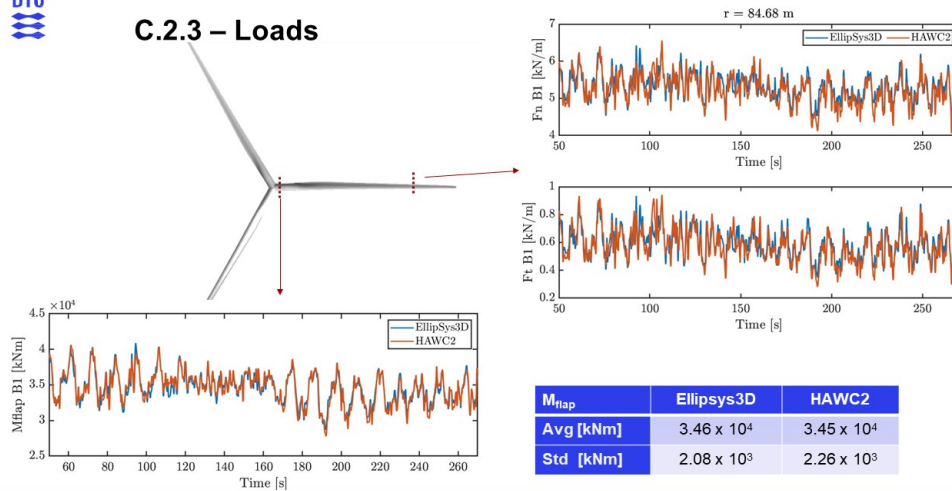 DTU
C.2.3 – Loads
r = 84.68 m
EllipSys3D HAWC2
Fn B1 [kN/m]
7
6
5
4
50 100 150 200 250
Time [s]
Ft B1 [kN/m]
1
0.8
0.6
0.4
0.2
50 100 150 200 250
Time [s]
×10⁴
Mflap B1 [kNm]
4.5
4
3.5
3
2.5
EllipSys3D
HAWC2
60 80 100 120 140 160 180 200 220 240 260
Time [s]
Mflap Ellipsys3D HAWC2
Avg [kNm] 3.46 x 10⁴ 3.45 x 10⁴
Std [kNm] 2.08 x 10³ 2.26 x 10³